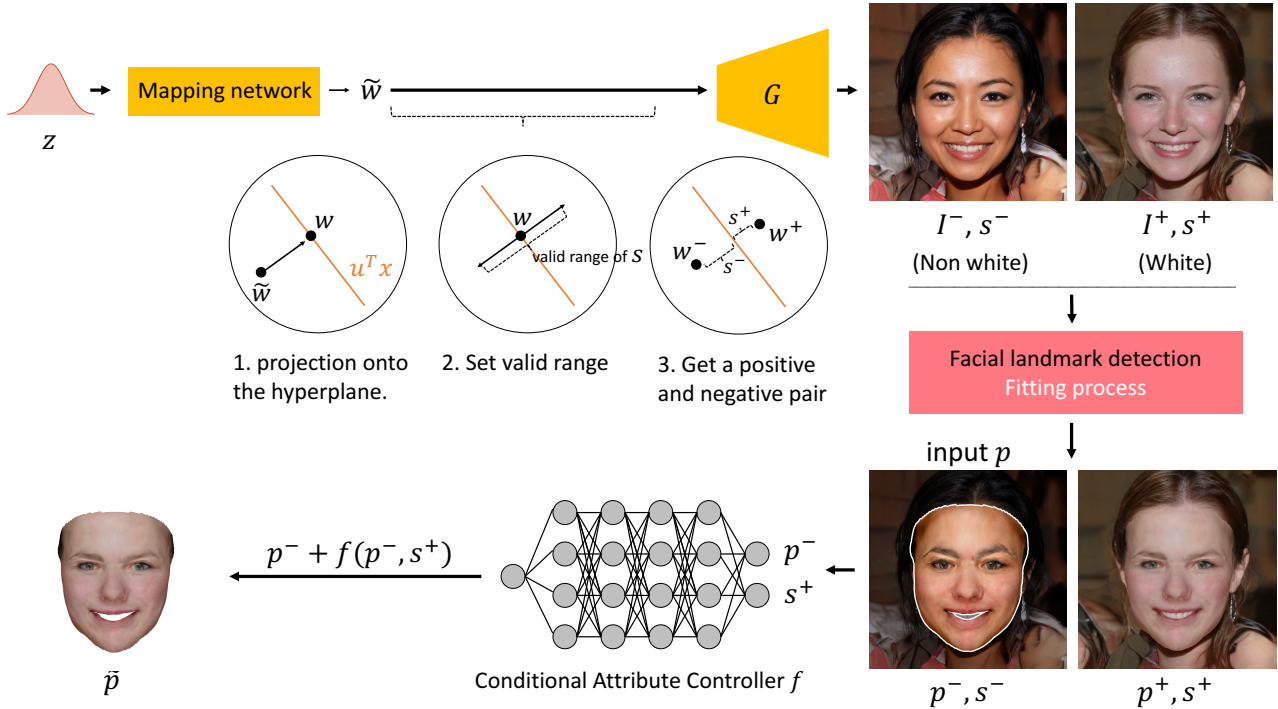 z
Mapping network
w̃
G
I⁻, s⁻
(Non white)
I⁺, s⁺
(White)
w
w̃
uᵀx
w
valid range of s
s⁺
w⁺
w⁻
s⁻
1. projection onto
the hyperplane.
2. Set valid range
3. Get a positive
and negative pair
Facial landmark detection
Fitting process
input p
p⁻ + f(p⁻, s⁺)
p⁻
s⁺
Conditional Attribute Controller f
p⁻, s⁻
p⁺, s⁺